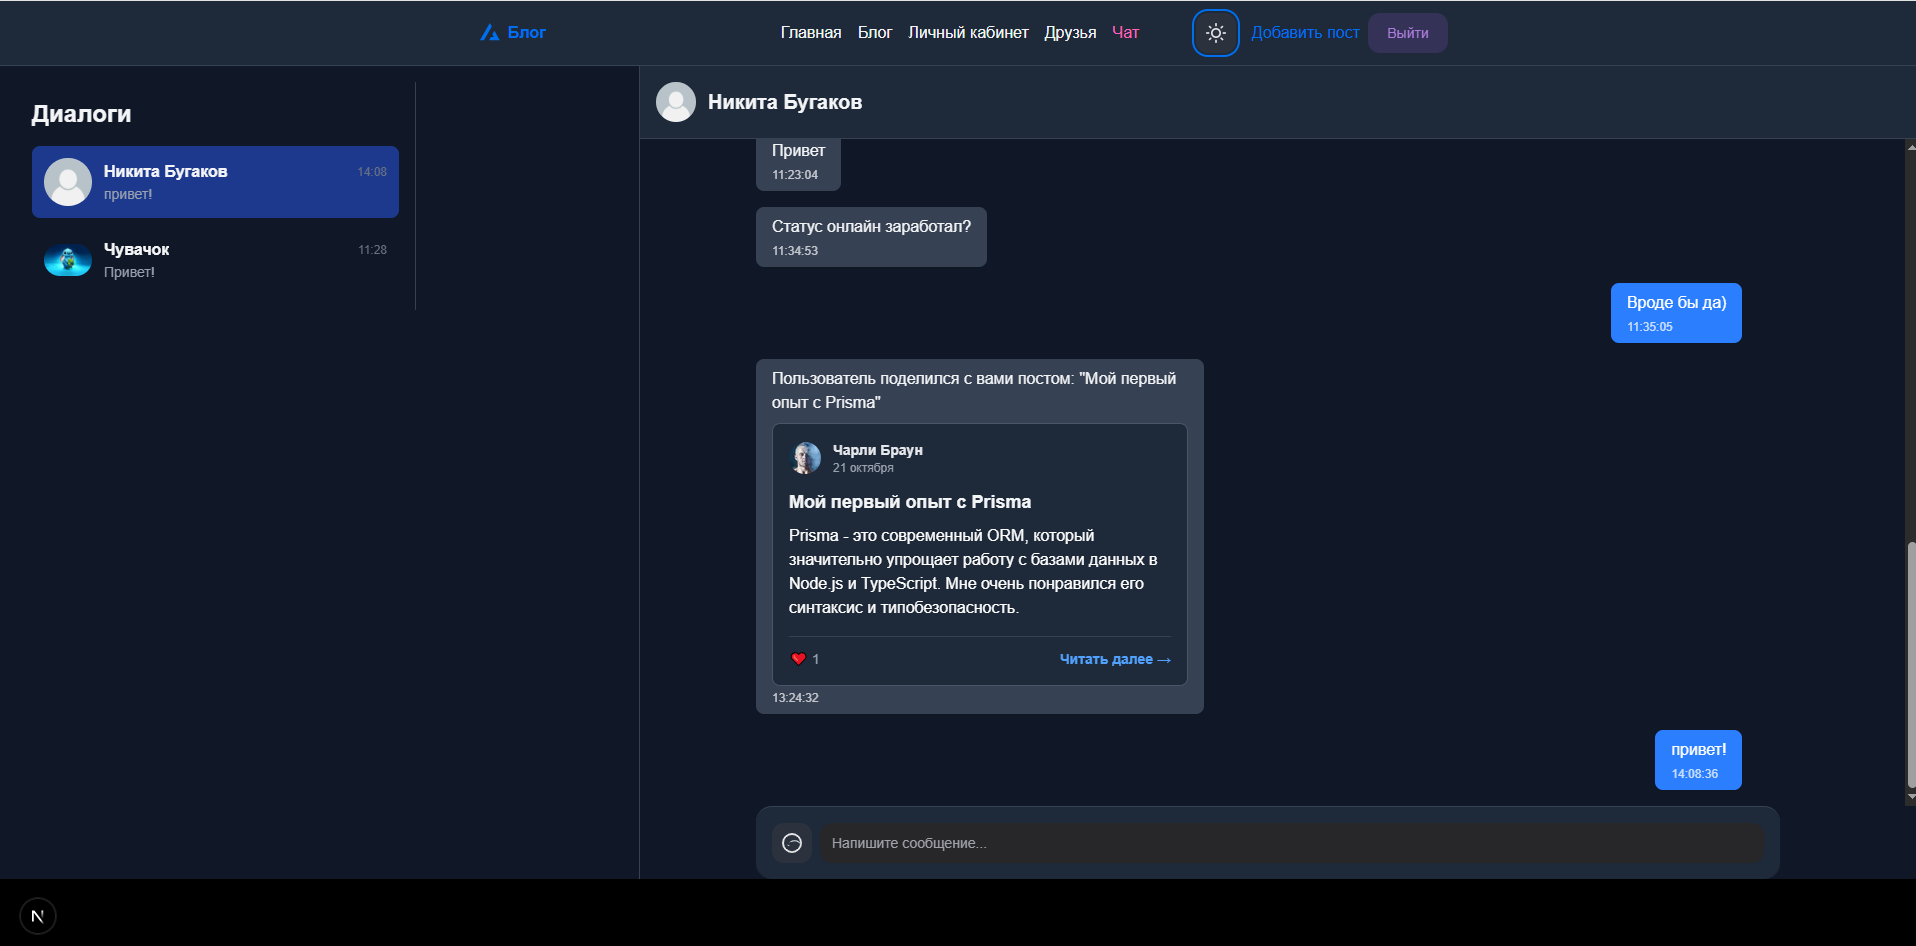 Блог
Главная Блог Личный кабинет Друзья Чат
Добавить пост Выйти
Диалоги
Никита Бугаков 14:08
привет!
Чувачок 11:28
Привет!
Никита Бугаков
Привет
11:23:04
Статус онлайн заработал?
11:34:53
Вроде бы да)
11:35:05
Пользователь поделился с вами постом: "Мой первый
опыт с Prisma"
Чарли Браун
21 октября
Мой первый опыт с Prisma
Prisma - это современный ORM, который
значительно упрощает работу с базами данных в
Node.js и TypeScript. Мне очень понравился его
синтаксис и типобезопасность.
❤ 1 Читать далее →
13:24:32
привет!
14:08:36
Напишите сообщение...
N